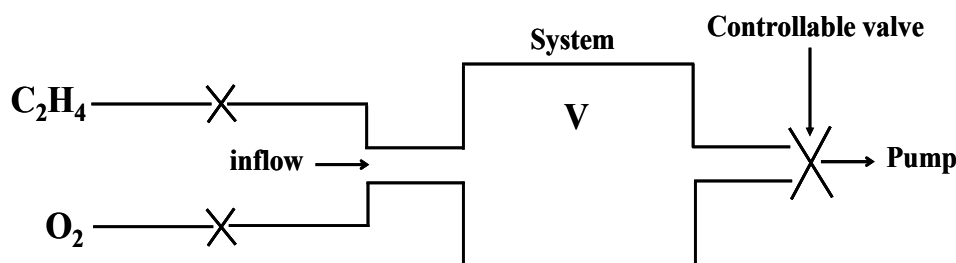 Controllable valve
System
C₂H₄
V
inflow
Pump
O₂